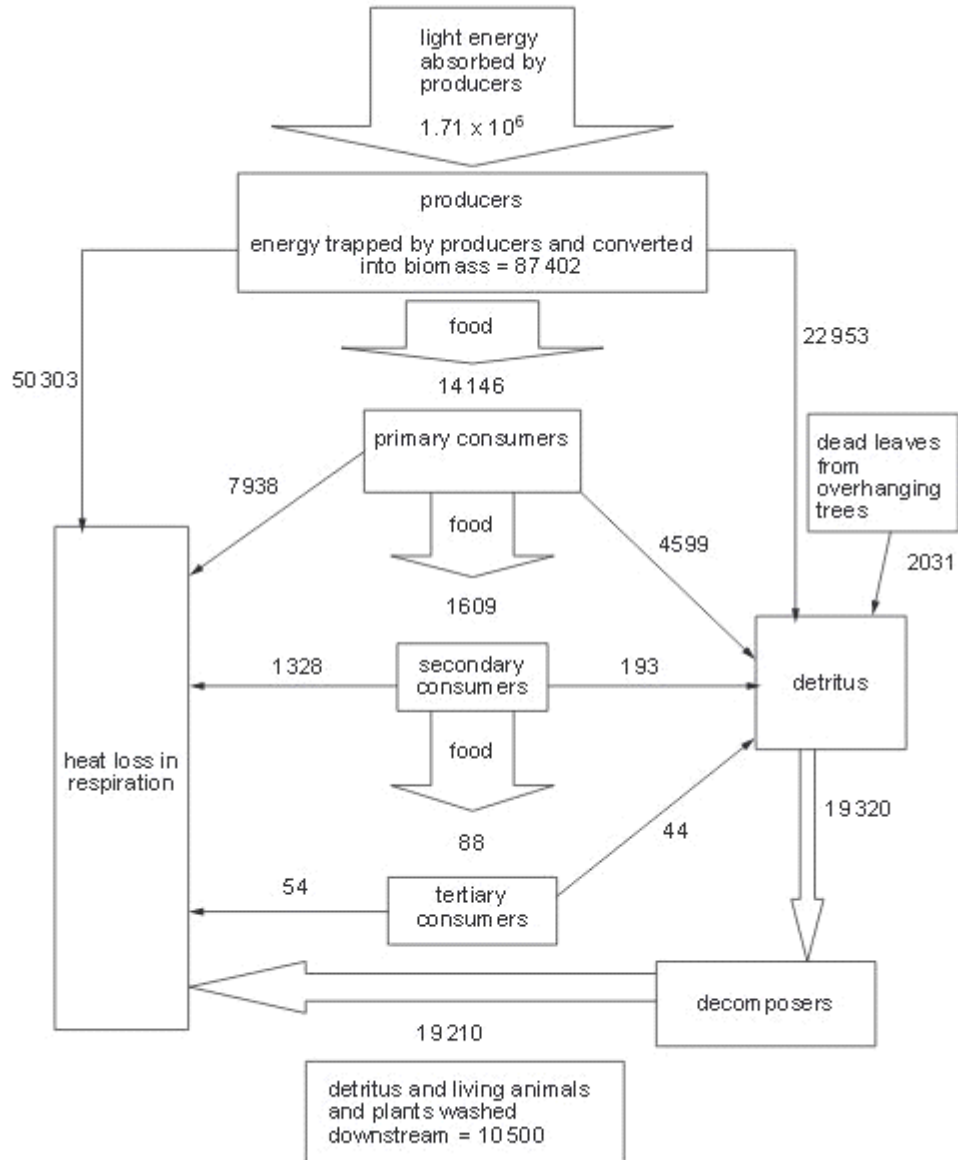 light energy
absorbed by
producers
1.71 x 10⁶
producers
energy trapped by producers and converted
into biomass = 87 402
food
22 953
50 303
14 146
primary consumers
dead leaves
from
overhanging
trees
7938
food
4599
2031
1609
1328
secondary
consumers
193
detritus
heat loss in
respiration
food
19 320
88
44
54
tertiary
consumers
decomposers
19 210
detritus and living animals
and plants washed
downstream = 10 500